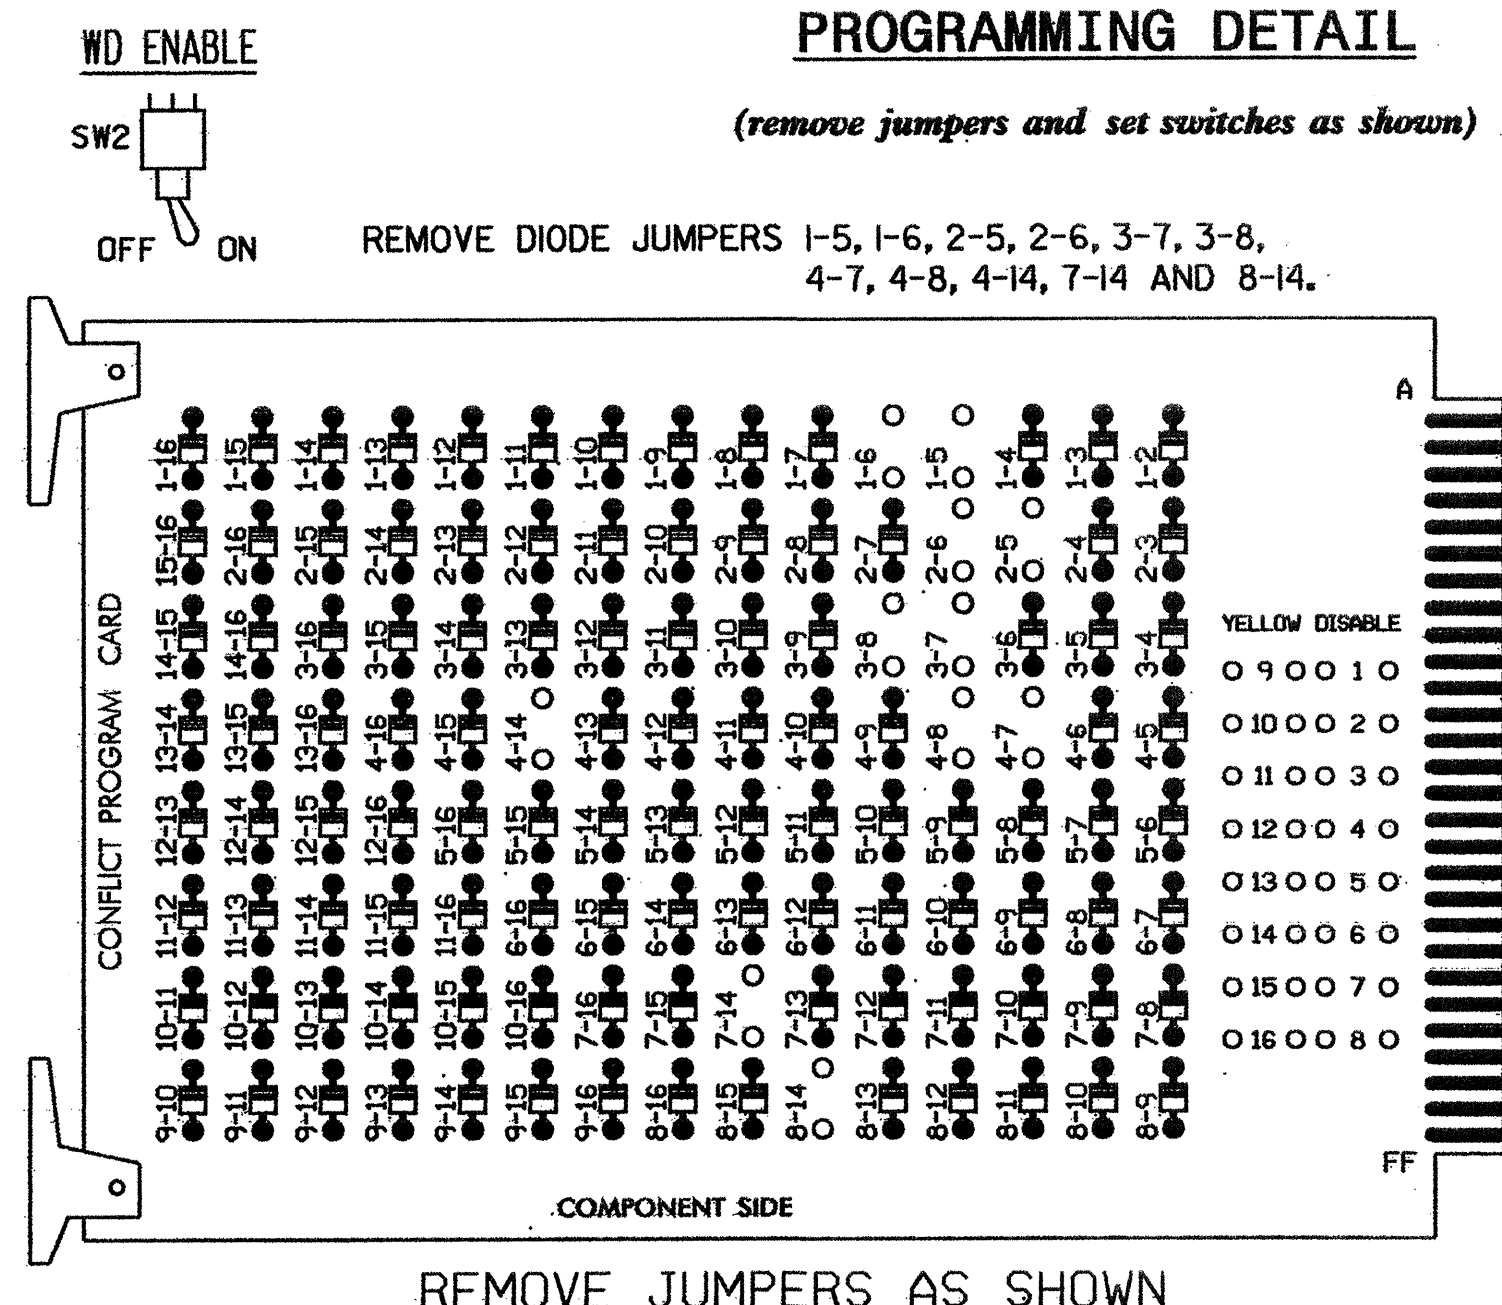 PROGRAMMING DETAIL
WD ENABLE
(remove jumpers and set switches as shown)
SW2
OFF ON
REMOVE DIODE JUMPERS 1-5, 1-6, 2-5, 2-6, 3-7, 3-8,
4-7, 4-8, 4-14, 7-14 AND 8-14.
A
1-16 1-15 1-14 1-13 1-12 1-11 1-10 1-9 1-8 1-7 1-6 1-5 1-4 1-3 1-2
15-16 2-16 2-15 2-14 2-13 2-12 2-11 2-10 2-9 2-8 2-7 2-6 2-5 2-4 2-3
14-15 14-16 3-16 3-15 3-14 3-13 3-12 3-11 3-10 3-9 3-8 3-7 3-6 3-5 3-4
13-14 13-15 13-16 4-16 4-15 4-14 4-13 4-12 4-11 4-10 4-9 4-8 4-7 4-6 4-5
12-13 12-14 12-15 12-16 5-16 5-15 5-14 5-13 5-12 5-11 5-10 5-9 5-8 5-7 5-6
11-12 11-13 11-14 11-15 11-16 6-16 6-15 6-14 6-13 6-12 6-11 6-10 6-9 6-8 6-7
10-11 10-12 10-13 10-14 10-15 10-16 7-16 7-15 7-14 7-13 7-12 7-11 7-10 7-9 7-8
9-10 9-11 9-12 9-13 9-14 9-15 9-16 8-16 8-15 8-14 8-13 8-12 8-11 8-10 8-9
CONFLICT PROGRAM CARD
YELLOW DISABLE
9 1
10 2
11 3
12 4
13 5
14 6
15 7
16 8
FF
COMPONENT SIDE
REMOVE JUMPERS AS SHOWN